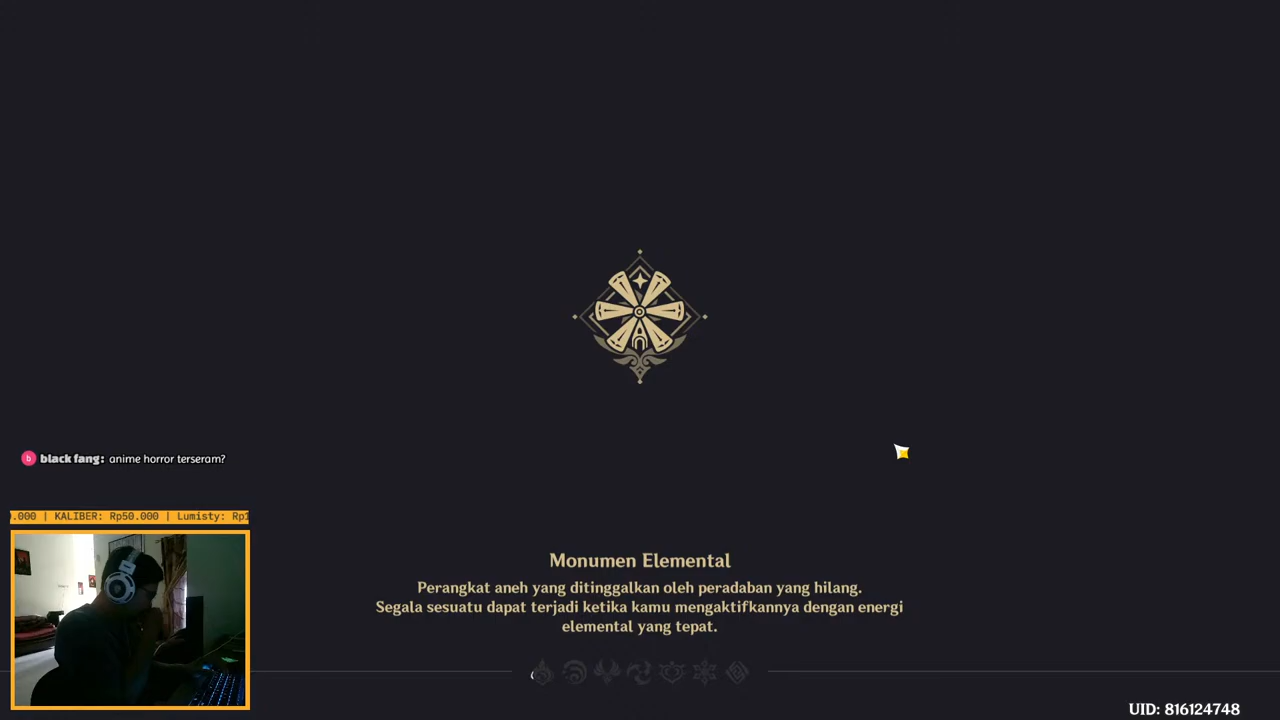 b black fang: anime horror terseram?
.000 | KALIBER: Rp50.000 | Lumisty: Rp1
Monumen Elemental
Perangkat aneh yang ditinggalkan oleh peradaban yang hilang.
Segala sesuatu dapat terjadi ketika kamu mengaktifkannya dengan energi
elemental yang tepat.
UID: 816124748